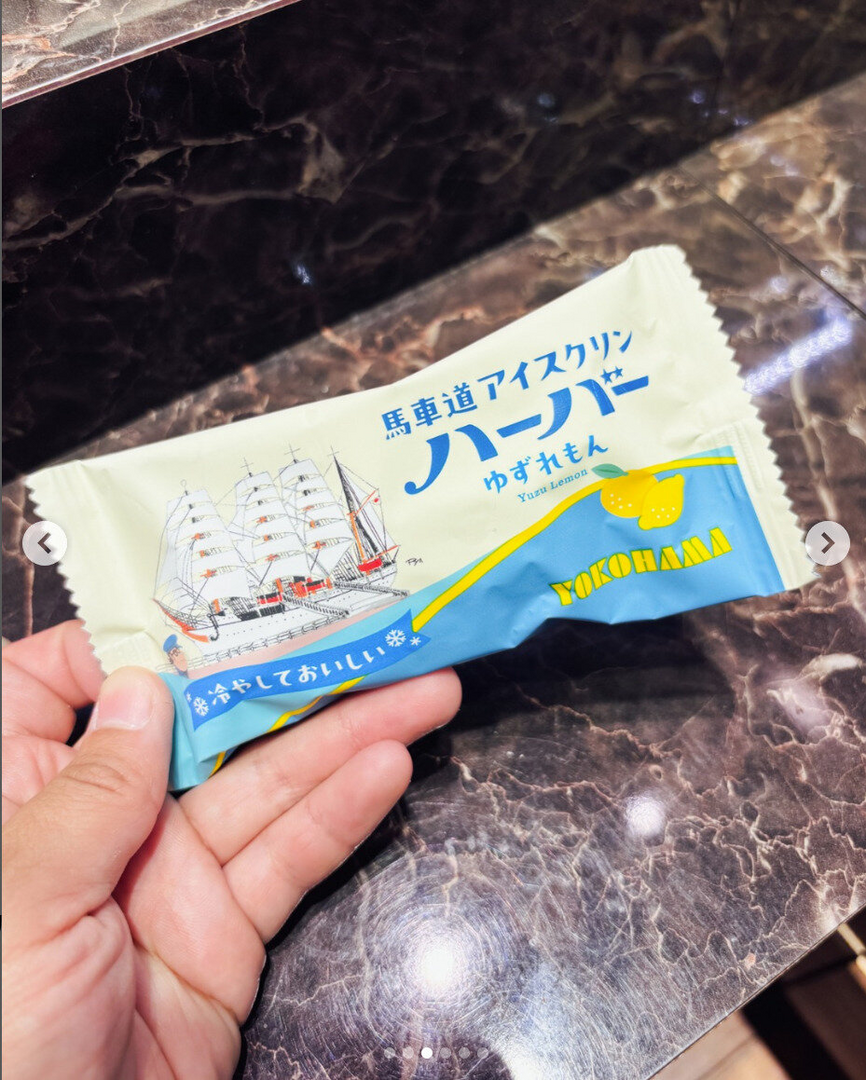 馬車道アイスクリン
ハーバー
ゆずれもん
Yuzu Lemon
YOKOHAMA
冷やしておいしい